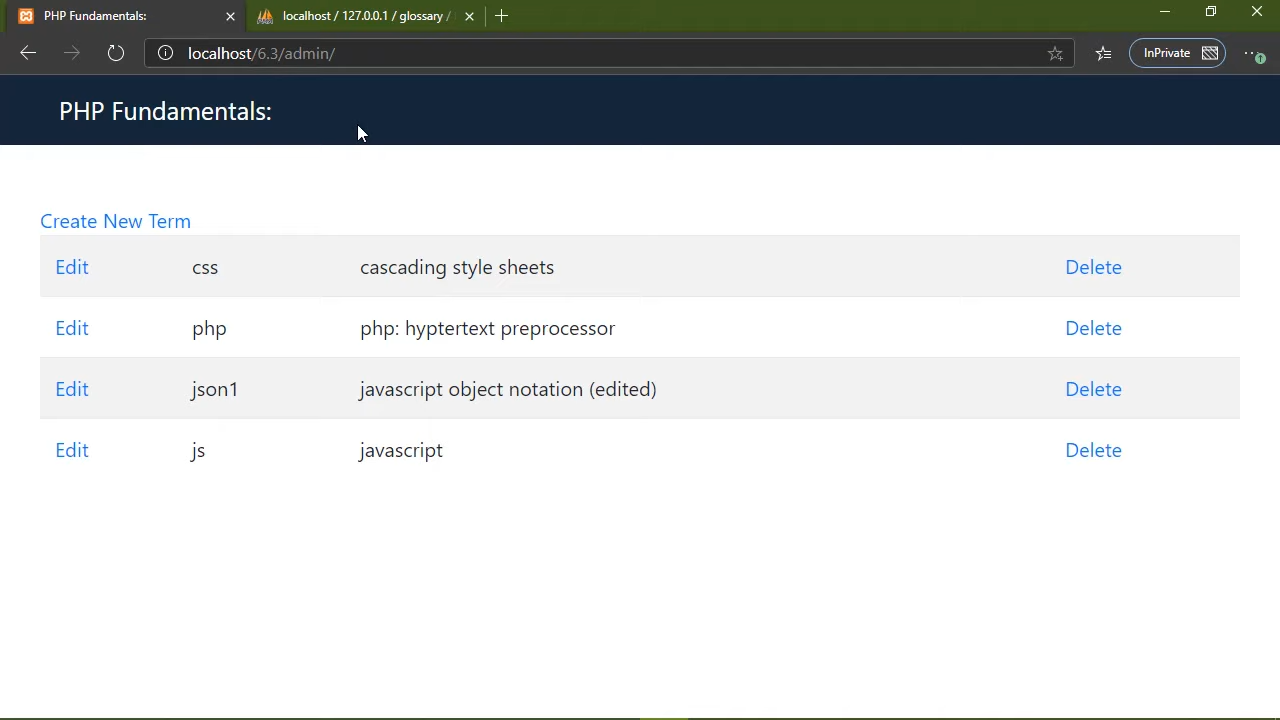 PHP Fundamentals:
localhost / 127.0.0.1 / glossary /
localhost/6.3/admin/
InPrivate
PHP Fundamentals:
Create New Term
Edit css cascading style sheets Delete
Edit php php: hyptertext preprocessor Delete
Edit json1 javascript object notation (edited) Delete
Edit js javascript Delete